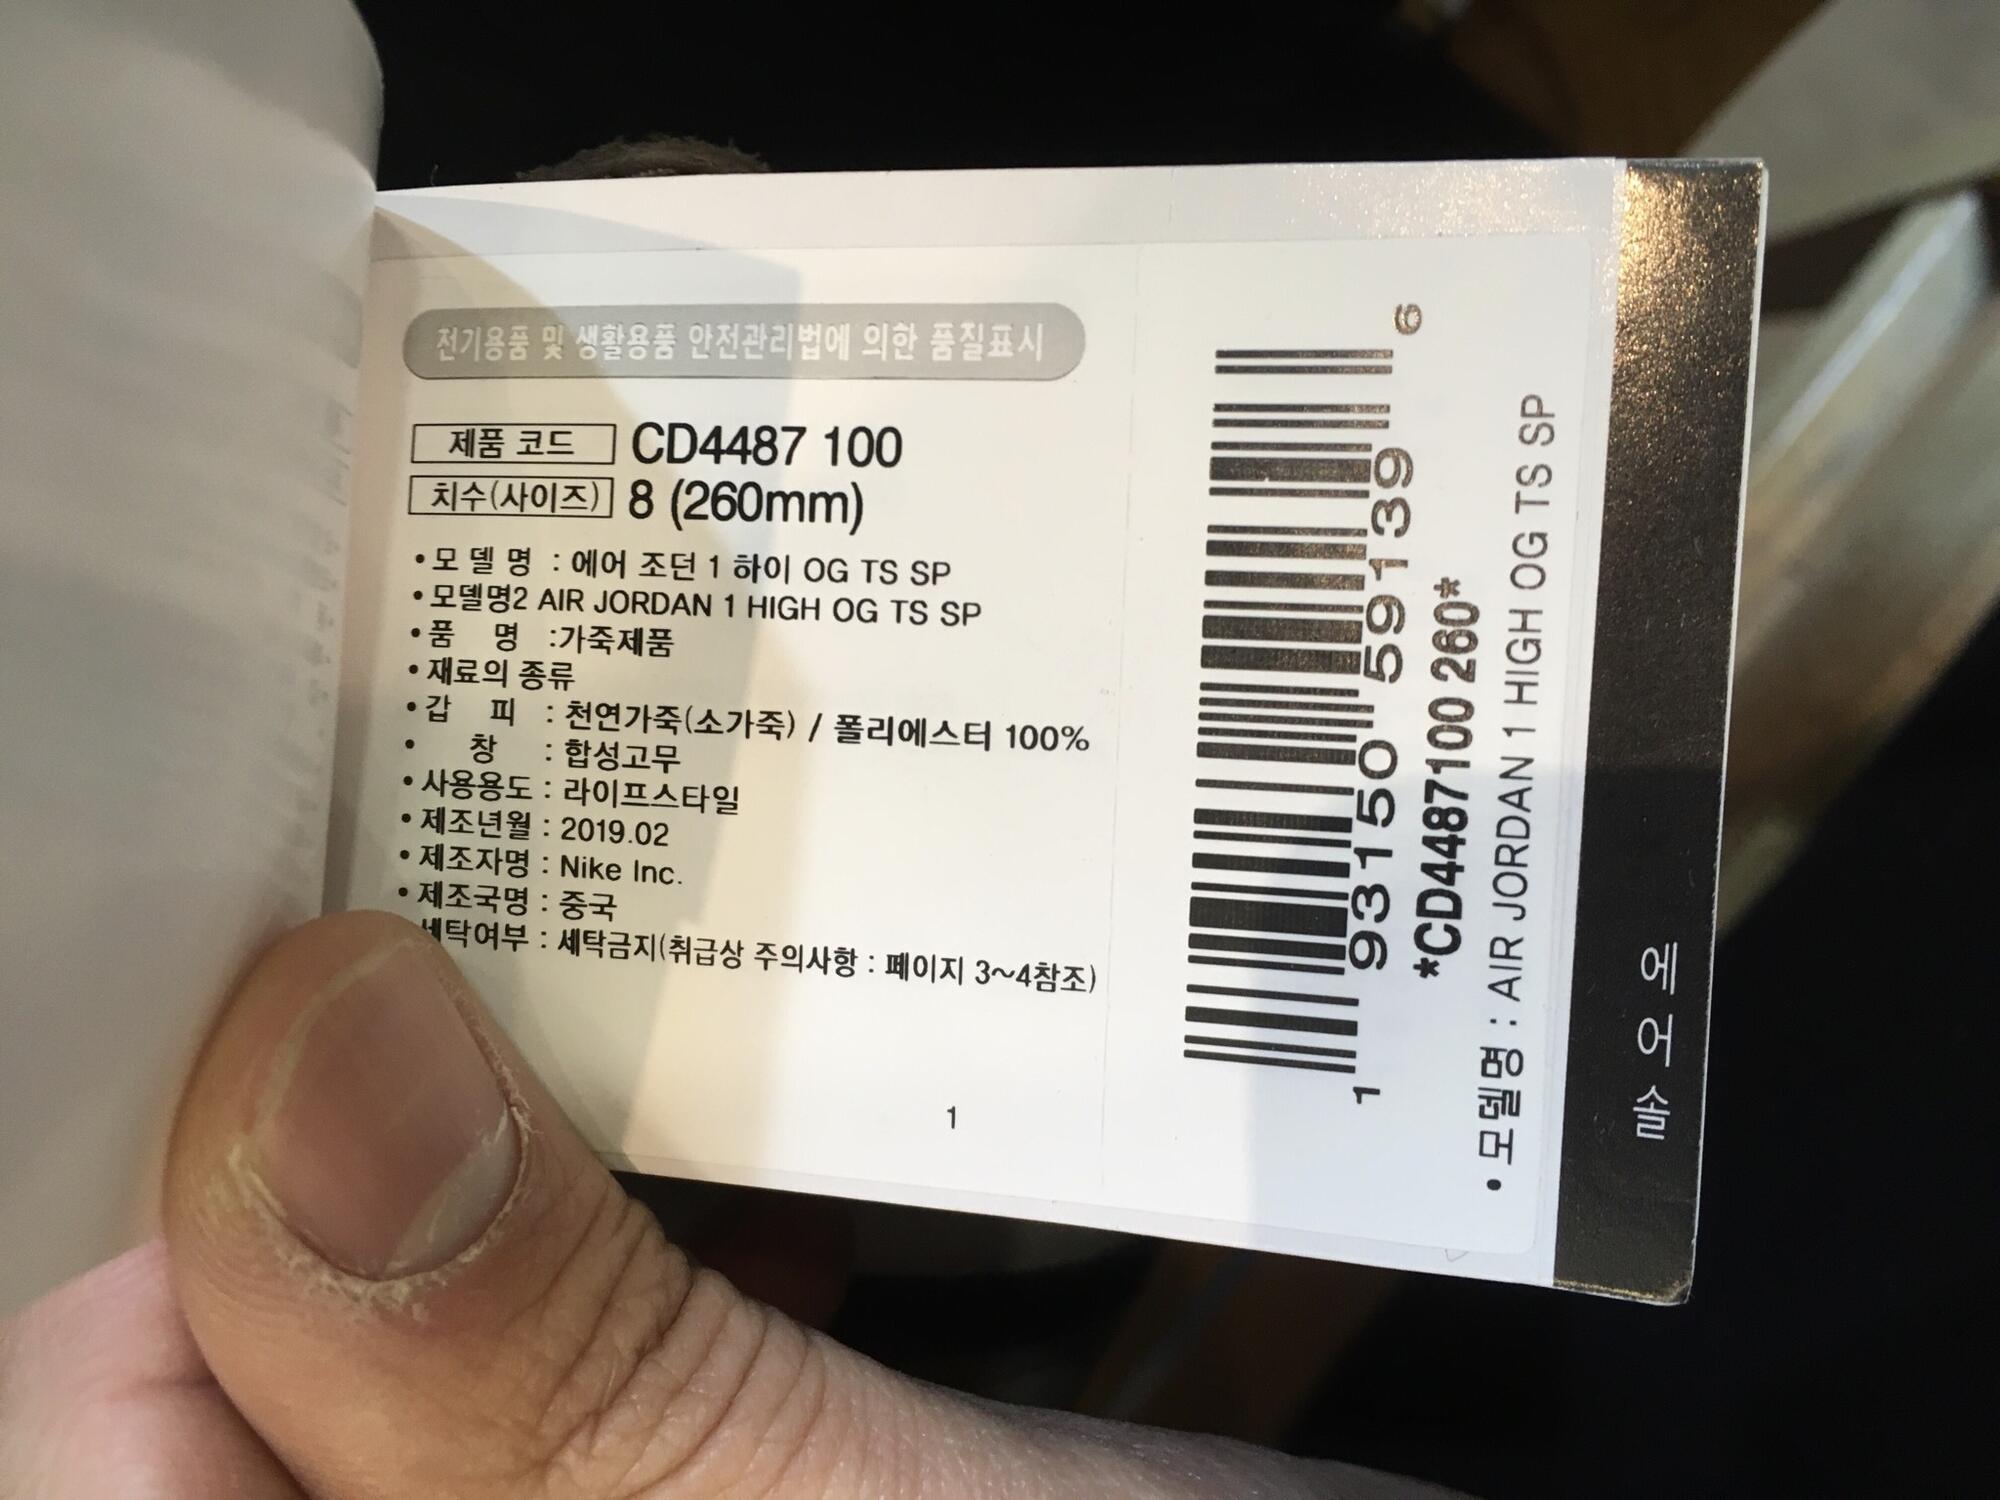 전기용품 및 생활용품 안전관리법에 의한 품질표시
제품 코드 CD4487 100
치수(사이즈) 8 (260mm)
• 모 델 명 : 에어 조던 1 하이 OG TS SP
• 모델명2 AIR JORDAN 1 HIGH OG TS SP
• 품 명 :가죽제품
• 재료의 종류
• 갑 피 : 천연가죽(소가죽) / 폴리에스터 100%
• 창 : 합성고무
• 사용용도 : 라이프스타일
• 제조년월 : 2019.02
• 제조자명 : Nike Inc.
• 제조국명 : 중국
세탁여부 : 세탁금지(취급상 주의사항 : 페이지 3~4참조)
1
1 93150 59139 6
*CD4487100 260*
• 모델명 : AIR JORDAN 1 HIGH OG TS SP
에어솔